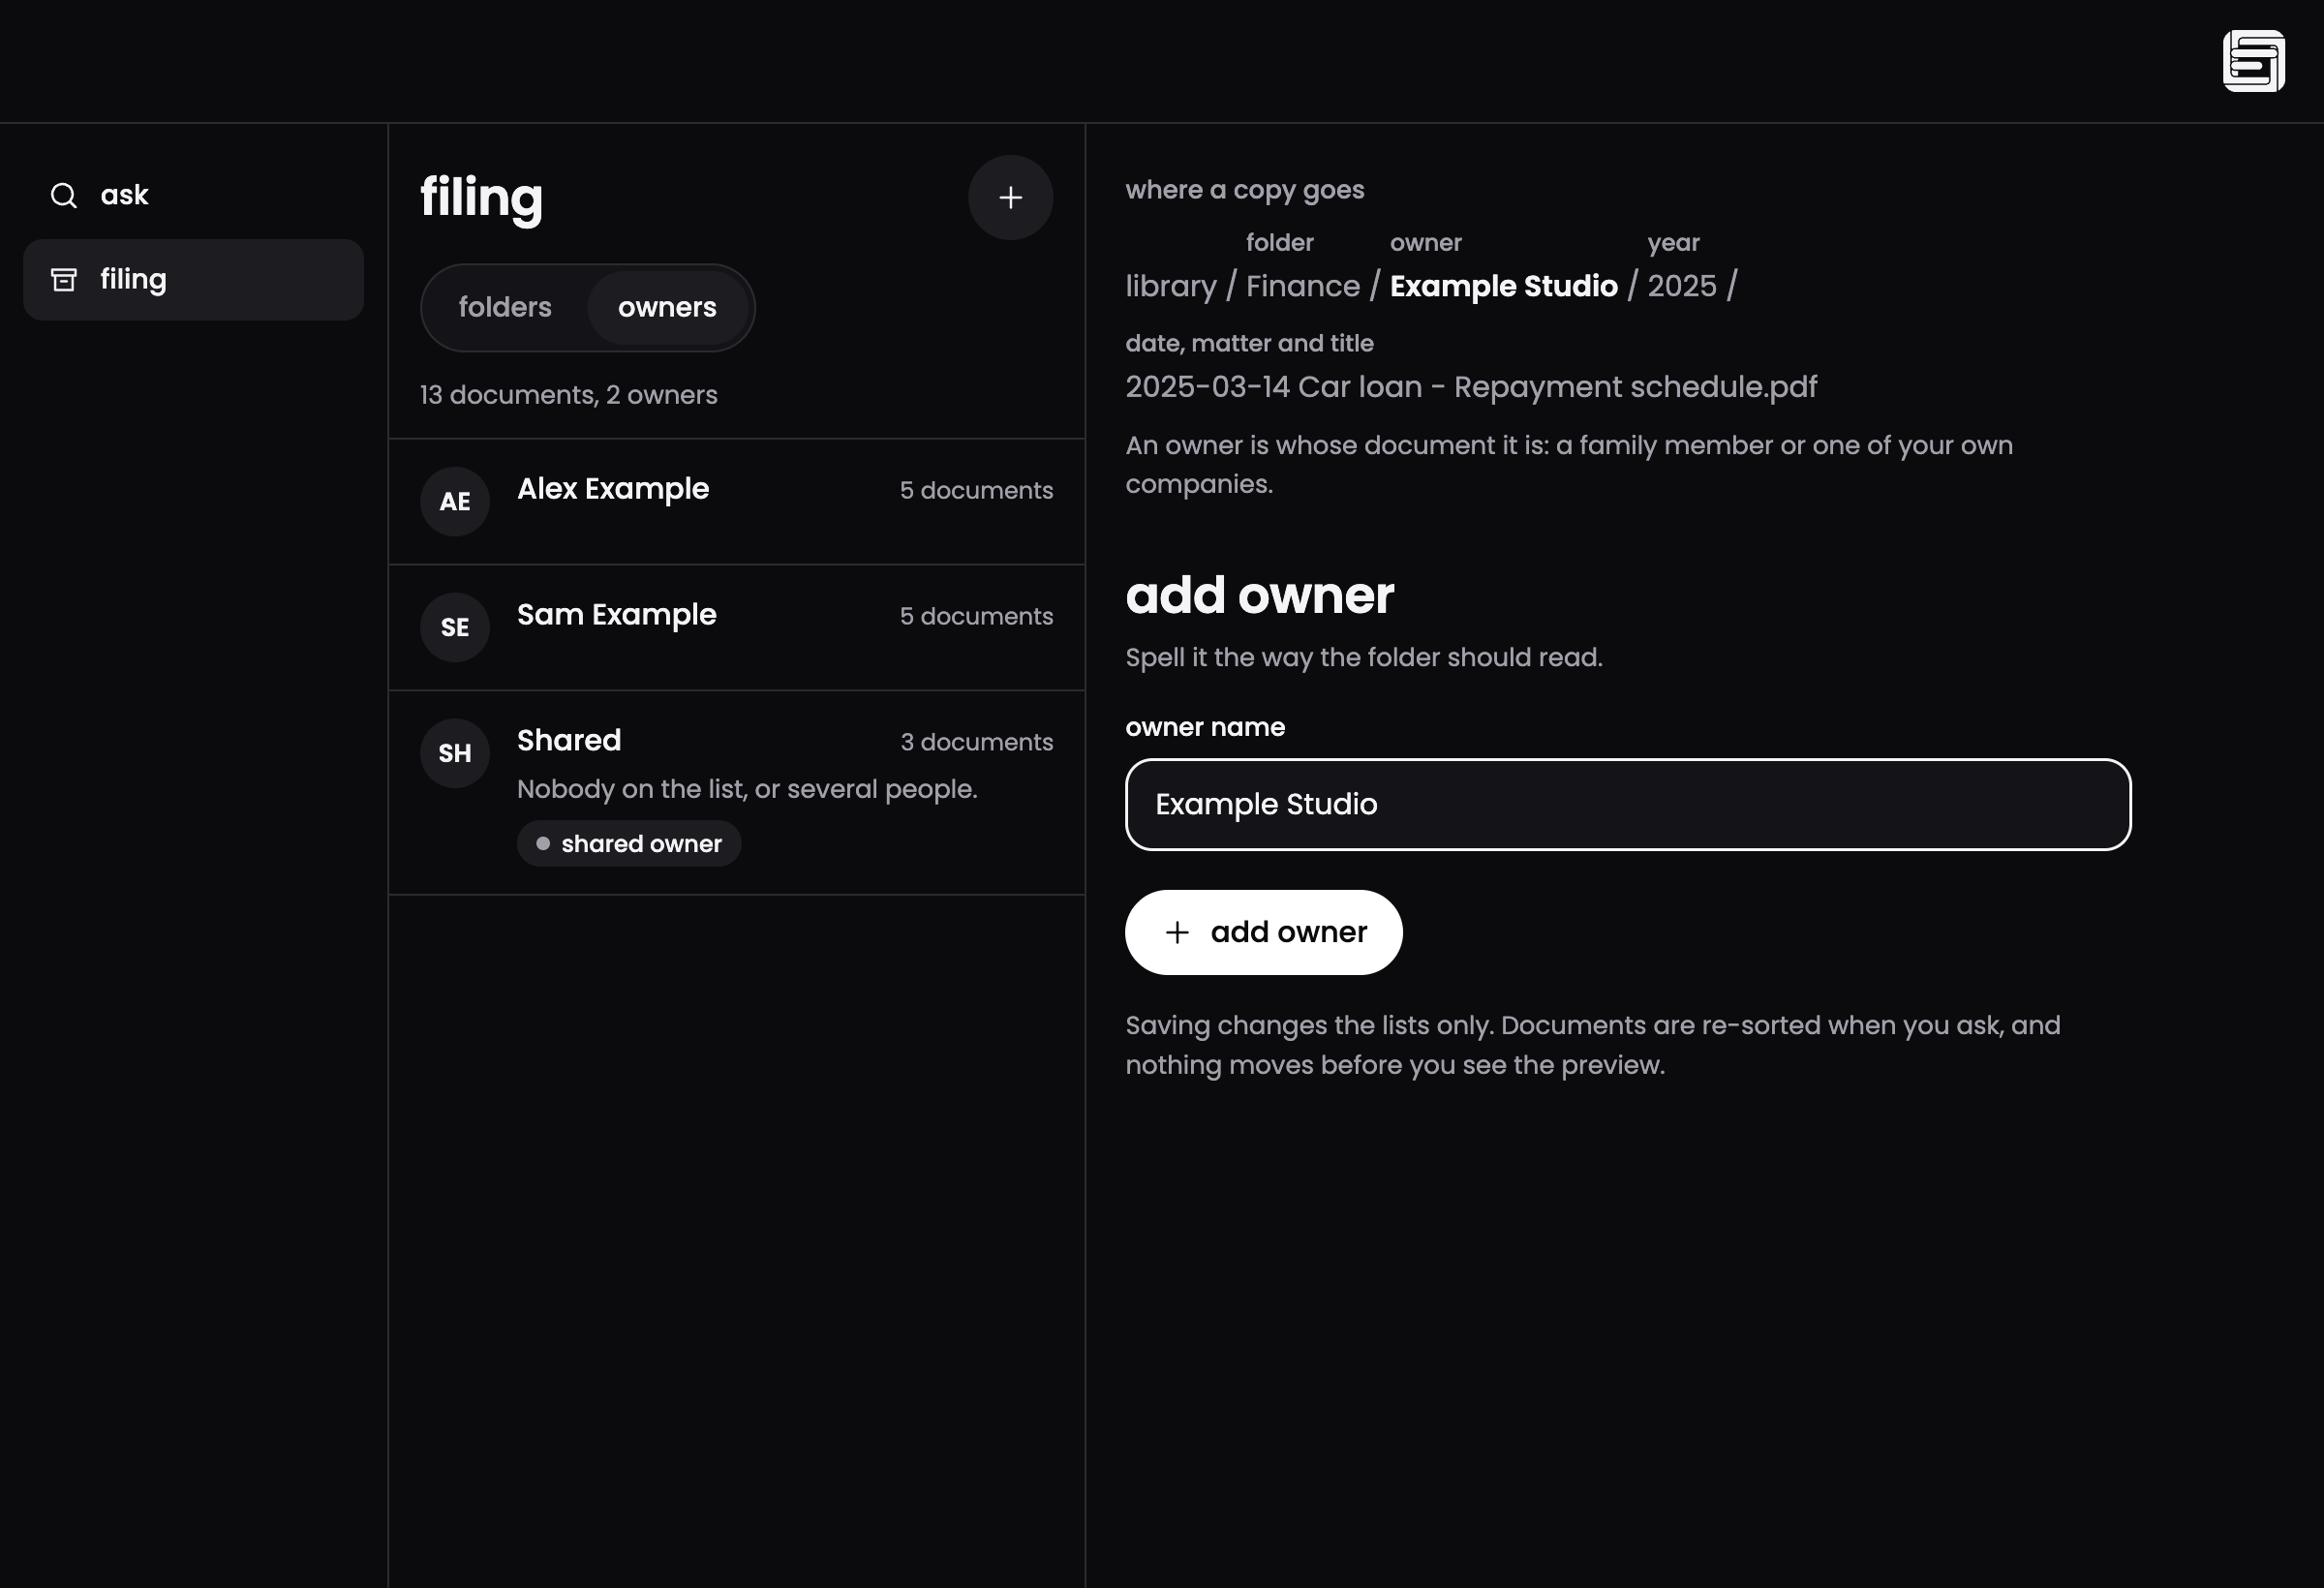 ask
filing
filing
folders owners
13 documents, 2 owners
AE Alex Example 5 documents
SE Sam Example 5 documents
SH Shared 3 documents
Nobody on the list, or several people.
shared owner
where a copy goes
folder owner year
library / Finance / Example Studio / 2025 /
date, matter and title
2025-03-14 Car loan - Repayment schedule.pdf
An owner is whose document it is: a family member or one of your own
companies.
add owner
Spell it the way the folder should read.
owner name
Example Studio
+ add owner
Saving changes the lists only. Documents are re-sorted when you ask, and
nothing moves before you see the preview.